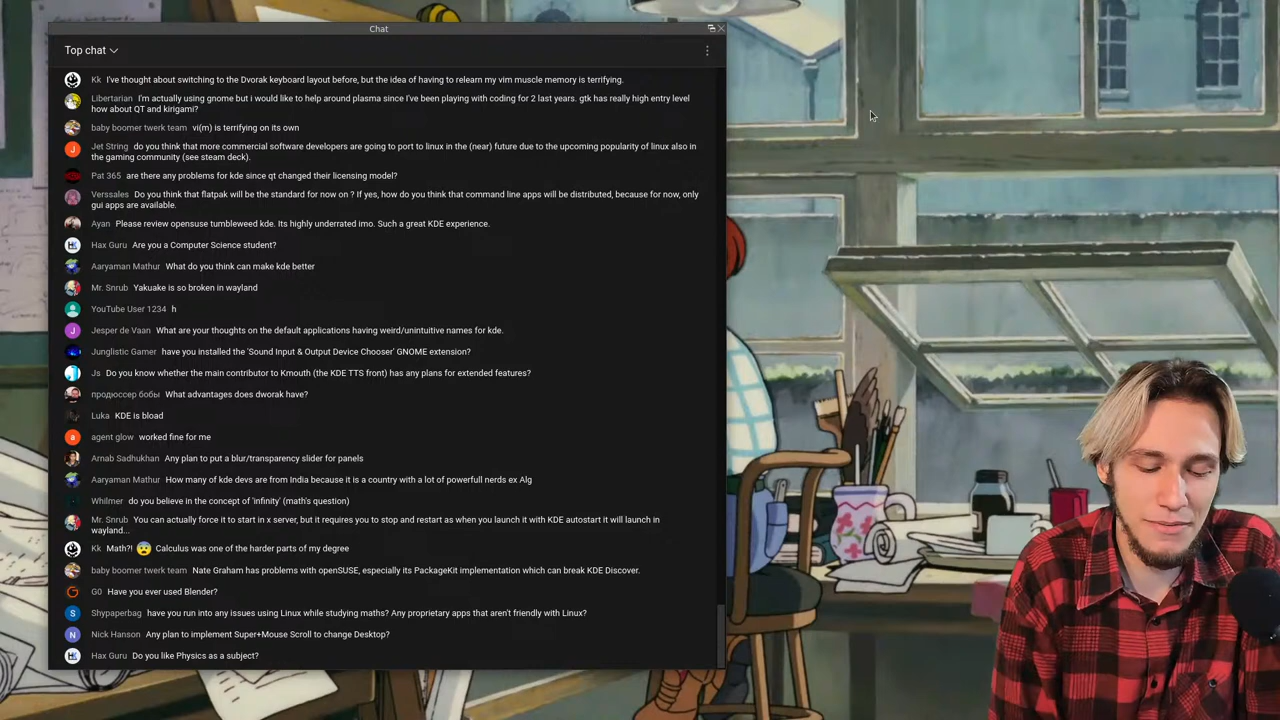 Chat
Top chat
Kk I've thought about switching to the Dvorak keyboard layout before, but the idea of having to relearn my vim muscle memory is terrifying.
Libertarian I'm actually using gnome but i would like to help around plasma since I've been playing with coding for 2 last years. gtk has really high entry level
how about QT and kirigami?
baby boomer twerk team vi(m) is terrifying on its own
J Jet String do you think that more commercial software developers are going to port to linux in the (near) future due to the upcoming popularity of linux also in
the gaming community (see steam deck).
Pat 365 are there any problems for kde since qt changed their licensing model?
Verssales Do you think that flatpak will be the standard for now on ? If yes, how do you think that command line apps will be distributed, because for now, only
gui apps are available.
Ayan Please review opensuse tumbleweed kde. Its highly underrated imo. Such a great KDE experience.
Hax Guru Are you a Computer Science student?
Aaryaman Mathur What do you think can make kde better
Mr. Snrub Yakuake is so broken in wayland
YouTube User 1234 h
J Jesper de Vaan What are your thoughts on the default applications having weird/unintuitive names for kde.
Junglistic Gamer have you installed the 'Sound Input & Output Device Chooser' GNOME extension?
Js Do you know whether the main contributor to Kmouth (the KDE TTS front) has any plans for extended features?
продюссер бобы What advantages does dworak have?
Luka KDE is bload
a agent glow worked fine for me
Arnab Sadhukhan Any plan to put a blur/transparency slider for panels
Aaryaman Mathur How many of kde devs are from India because it is a country with a lot of powerfull nerds ex Alg
Whilmer do you believe in the concept of 'infinity' (math's question)
Mr. Snrub You can actually force it to start in x server, but it requires you to stop and restart as when you launch it with KDE autostart it will launch in
wayland...
Kk Math?! 😨 Calculus was one of the harder parts of my degree
baby boomer twerk team Nate Graham has problems with openSUSE, especially its PackageKit implementation which can break KDE Discover.
G0 Have you ever used Blender?
S Shypaperbag have you run into any issues using Linux while studying maths? Any proprietary apps that aren't friendly with Linux?
N Nick Hanson Any plan to implement Super+Mouse Scroll to change Desktop?
Hax Guru Do you like Physics as a subject?